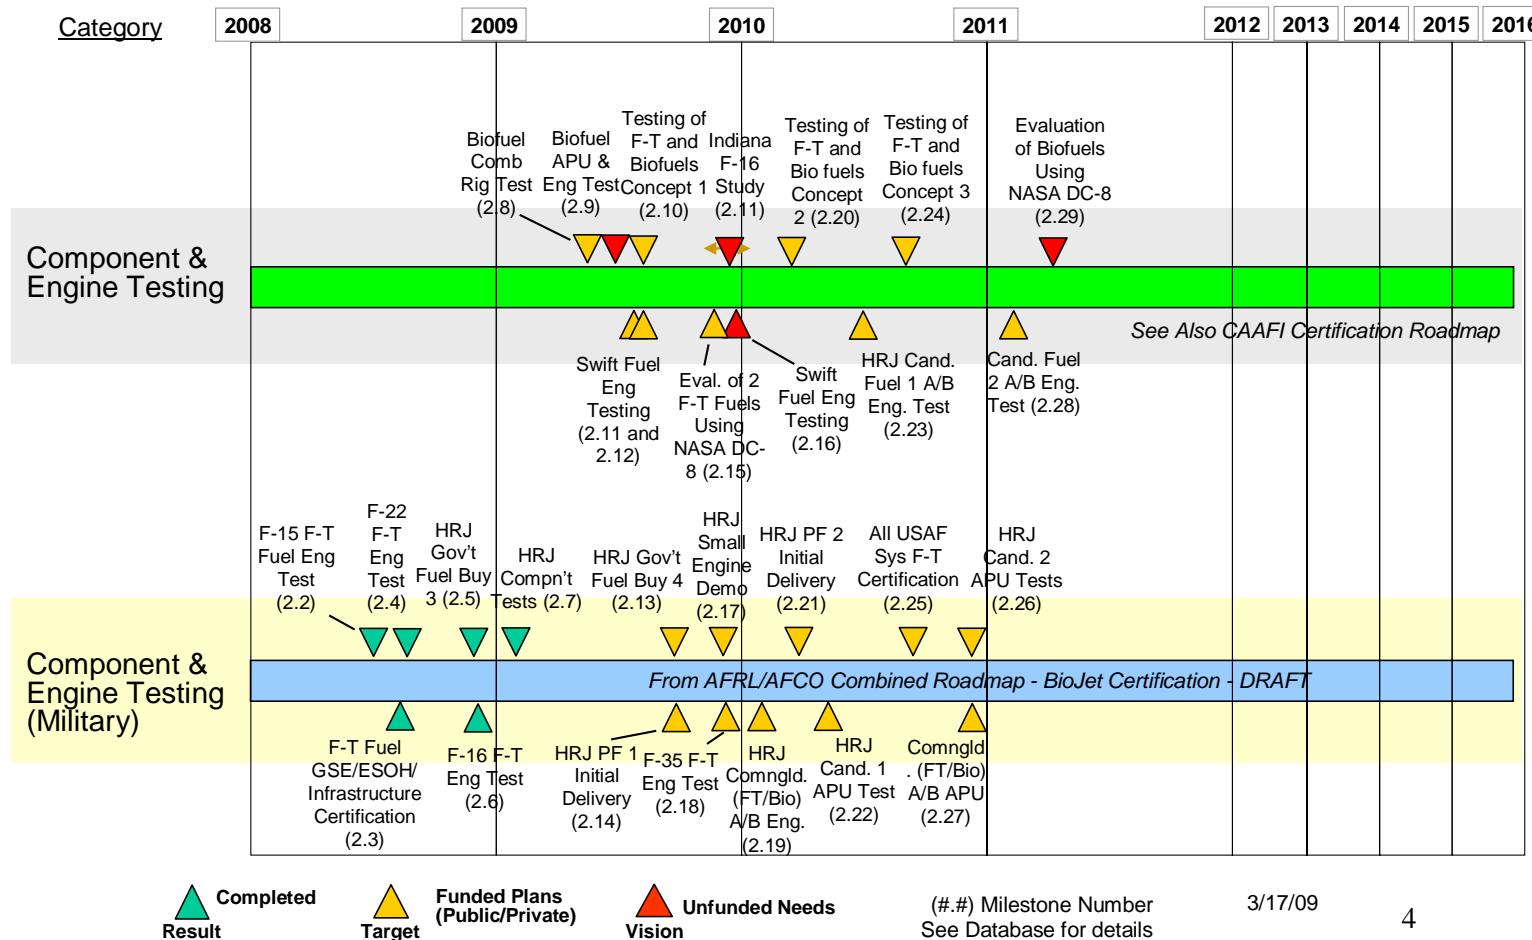 Category
2008
2009
2010
2011
2012
2013
2014
2015
2016
Biofuel
Comb
Rig Test
(2.8)
Biofuel
APU &
Eng Test
(2.9)
Testing of
F-T and
Biofuels
Concept 1
(2.10)
Indiana
F-16
Study
(2.11)
Testing of
F-T and
Bio fuels
Concept
2 (2.20)
Testing of
F-T and
Bio fuels
Concept 3
(2.24)
Evaluation
of Biofuels
Using
NASA DC-8
(2.29)
Component &
Engine Testing
See Also CAAFI Certification Roadmap
Swift Fuel
Eng
Testing
(2.11 and
2.12)
Eval. of 2
F-T Fuels
Using
NASA DC-
8 (2.15)
Swift
Fuel Eng
Testing
(2.16)
HRJ Cand.
Fuel 1 A/B
Eng. Test
(2.23)
Cand. Fuel
2 A/B Eng.
Test (2.28)
F-15 F-T
Fuel Eng
Test
(2.2)
F-22
F-T
Eng
Test
(2.4)
HRJ
Gov't
Fuel Buy
3 (2.5)
HRJ
Compn't
Tests (2.7)
HRJ Gov't
Fuel Buy 4
(2.13)
HRJ
Small
Engine
Demo
(2.17)
HRJ PF 2
Initial
Delivery
(2.21)
All USAF
Sys F-T
Certification
(2.25)
HRJ
Cand. 2
APU Tests
(2.26)
Component &
Engine Testing
(Military)
From AFRL/AFCO Combined Roadmap - BioJet Certification - DRAFT
F-T Fuel
GSE/ESOH/
Infrastructure
Certification
(2.3)
F-16 F-T
Eng Test
(2.6)
HRJ PF 1
Initial
Delivery
(2.14)
F-35 F-T
Eng Test
(2.18)
HRJ
Comngld.
(FT/Bio)
A/B Eng.
(2.19)
HRJ
Cand. 1
APU Test
(2.22)
Comngld
. (FT/Bio)
A/B APU
(2.27)
Completed
Result
Funded Plans
(Public/Private)
Target
Unfunded Needs
Vision
(#.#) Milestone Number
See Database for details
3/17/09
4